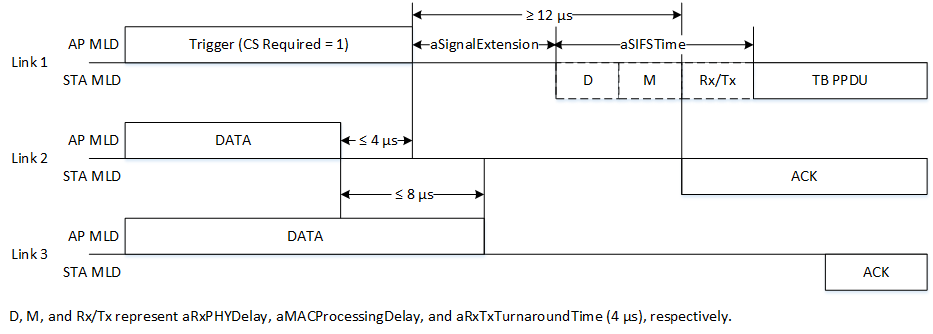 ≥ 12 µs
AP MLD
Trigger (CS Required = 1)
aSignalExtension
aSIFSTime
Link 1
STA MLD
D
M
Rx/Tx
TB PPDU
AP MLD
DATA
≤ 4 µs
Link 2
STA MLD
ACK
≤ 8 µs
AP MLD
DATA
Link 3
STA MLD
ACK
D, M, and Rx/Tx represent aRxPHYDelay, aMACProcessingDelay, and aRxTxTurnaroundTime (4 µs), respectively.